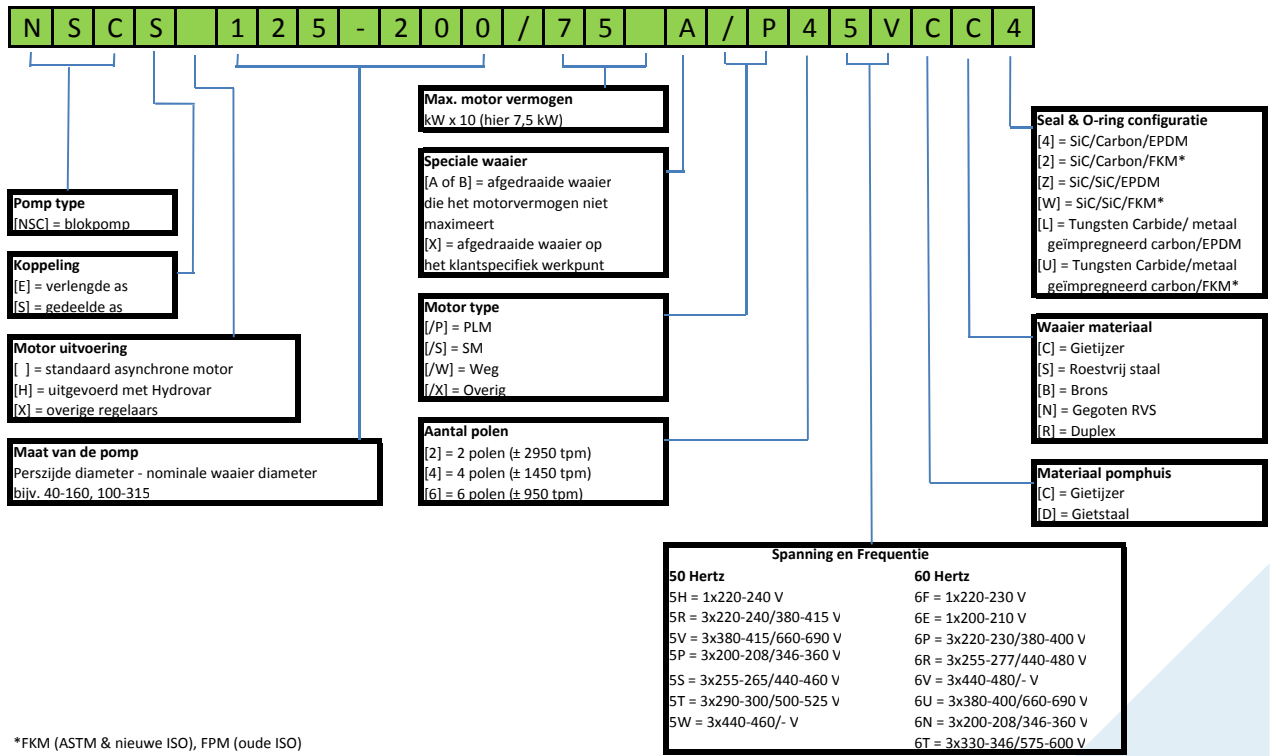 N S C S 1 2 5 - 2 0 0 / 7 5 A / P 4 5 V C C 4
Max. motor vermogen
kW x 10 (hier 7,5 kW)
Speciale waaier
[A of B] = afgedraaide waaier
die het motorvermogen niet
maximeert
[X] = afgedraaide waaier op
het klantspecifiek werkpunt
Seal & O-ring configuratie
[4] = SiC/Carbon/EPDM
[2] = SiC/Carbon/FKM*
[Z] = SiC/SiC/EPDM
[W] = SiC/SiC/FKM*
[L] = Tungsten Carbide/ metaal
geïmpregneerd carbon/EPDM
[U] = Tungsten Carbide/metaal
geïmpregneerd carbon/FKM*
Pomp type
[NSC] = blokpomp
Koppeling
[E] = verlengde as
[S] = gedeelde as
Motor type
[/P] = PLM
[/S] = SM
[/W] = Weg
[/X] = Overig
Waaier materiaal
[C] = Gietijzer
[S] = Roestvrij staal
[B] = Brons
[N] = Gegoten RVS
[R] = Duplex
Motor uitvoering
[ ] = standaard asynchrone motor
[H] = uitgevoerd met Hydrovar
[X] = overige regelaars
Aantal polen
[2] = 2 polen (± 2950 tpm)
[4] = 4 polen (± 1450 tpm)
[6] = 6 polen (± 950 tpm)
Maat van de pomp
Perszijde diameter - nominale waaier diameter
bijv. 40-160, 100-315
Materiaal pomphuis
[C] = Gietijzer
[D] = Gietstaal
Spanning en Frequentie
50 Hertz
5H = 1x220-240 V
5R = 3x220-240/380-415 V
5V = 3x380-415/660-690 V
5P = 3x200-208/346-360 V
5S = 3x255-265/440-460 V
5T = 3x290-300/500-525 V
5W = 3x440-460/- V
60 Hertz
6F = 1x220-230 V
6E = 1x200-210 V
6P = 3x220-230/380-400 V
6R = 3x255-277/440-480 V
6V = 3x440-480/- V
6U = 3x380-400/660-690 V
6N = 3x200-208/346-360 V
6T = 3x330-346/575-600 V
*FKM (ASTM & nieuwe ISO), FPM (oude ISO)